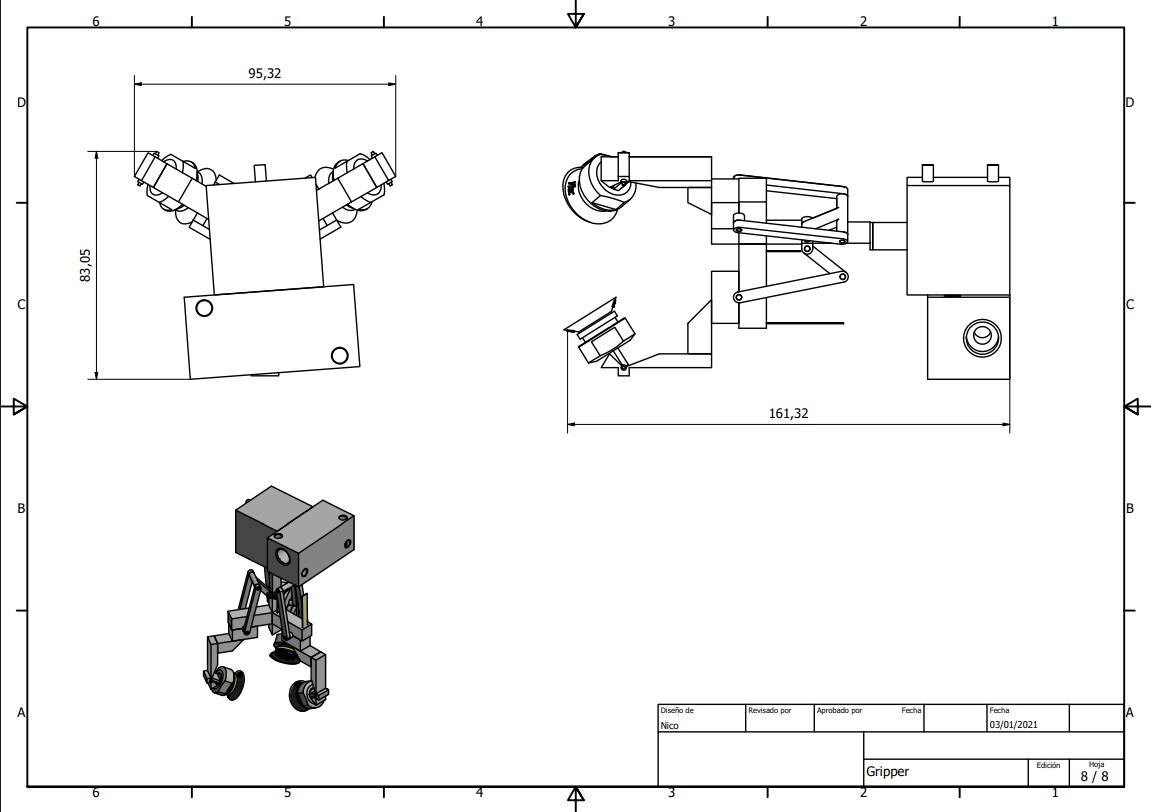 6 5 4 3 2 1
95,32
D D
83,05
C C
161,32
B B
A A
Diseño de Revisado por Aprobado por Fecha Fecha
Nico 03/01/2021
Edición Hoja
Gripper 8 / 8
6 5 4 3 2 1